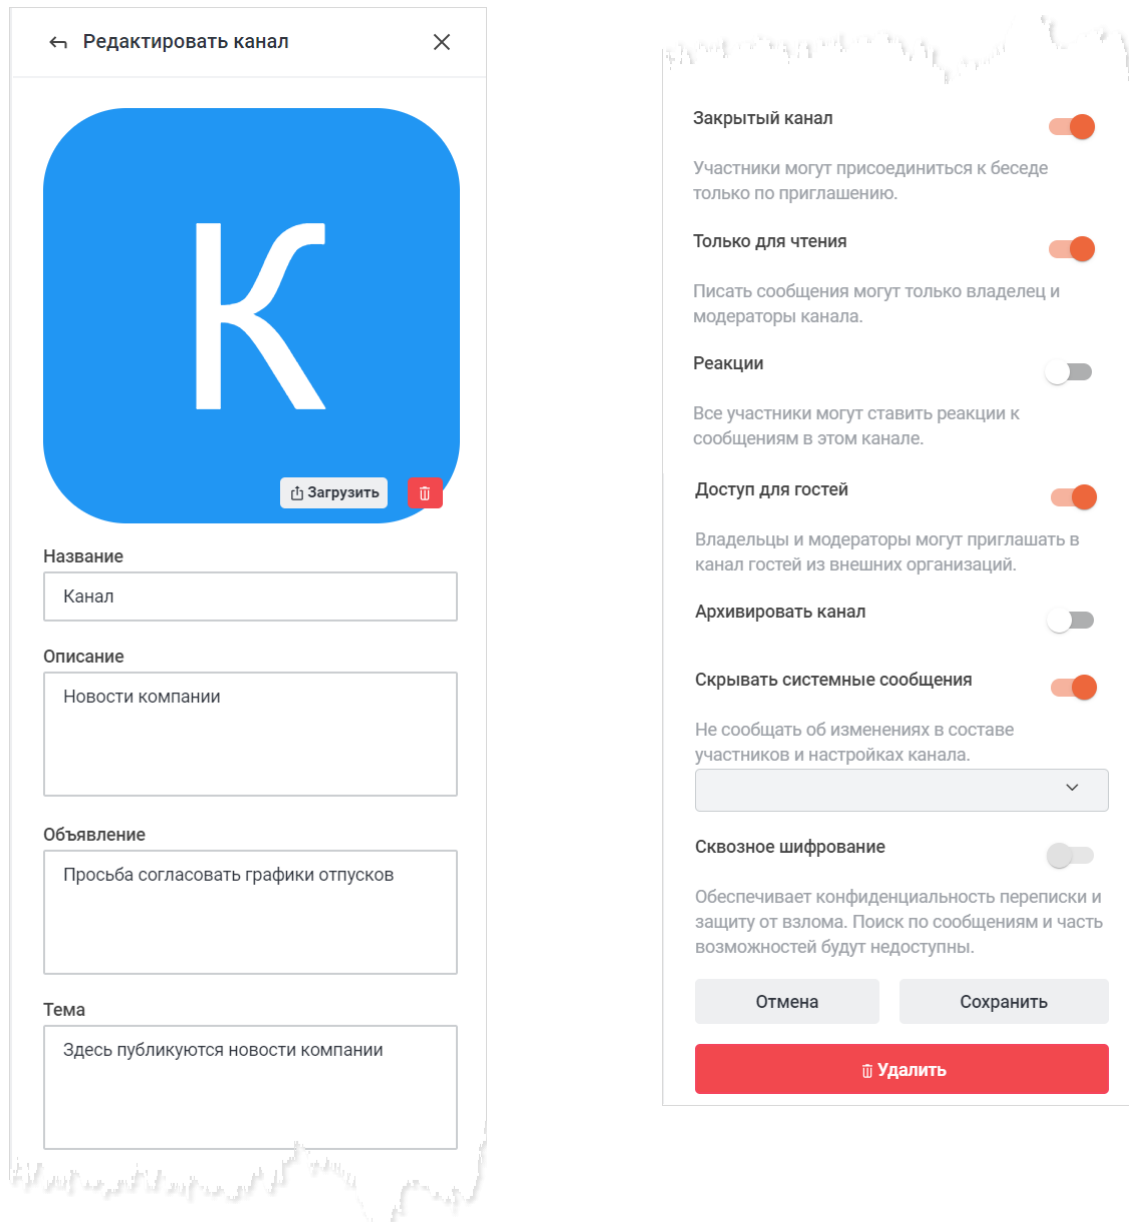 Редактировать канал
К
Загрузить
Название
Канал
Описание
Новости компании
Объявление
Просьба согласовать графики отпусков
Тема
Здесь публикуются новости компании
Закрытый канал
Участники могут присоединиться к беседе
только по приглашению.
Только для чтения
Писать сообщения могут только владелец и
модераторы канала.
Реакции
Все участники могут ставить реакции к
сообщениям в этом канале.
Доступ для гостей
Владельцы и модераторы могут приглашать в
канал гостей из внешних организаций.
Архивировать канал
Скрывать системные сообщения
Не сообщать об изменениях в составе
участников и настройках канала.
Сквозное шифрование
Обеспечивает конфиденциальность переписки и
защиту от взлома. Поиск по сообщениям и часть
возможностей будут недоступны.
Отмена
Сохранить
Удалить